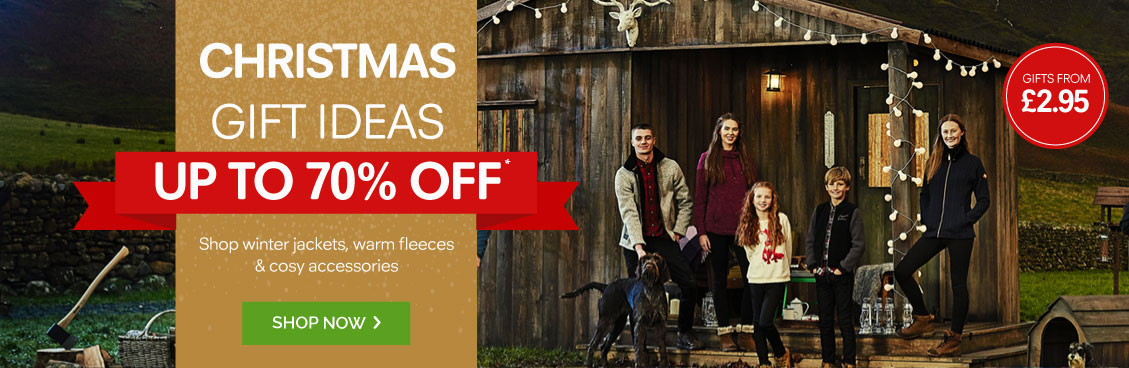 CHRISTMAS
GIFT IDEAS
UP TO 70% OFF*
Shop winter jackets, warm fleeces
& cosy accessories
SHOP NOW >
GIFTS FROM
£2.95